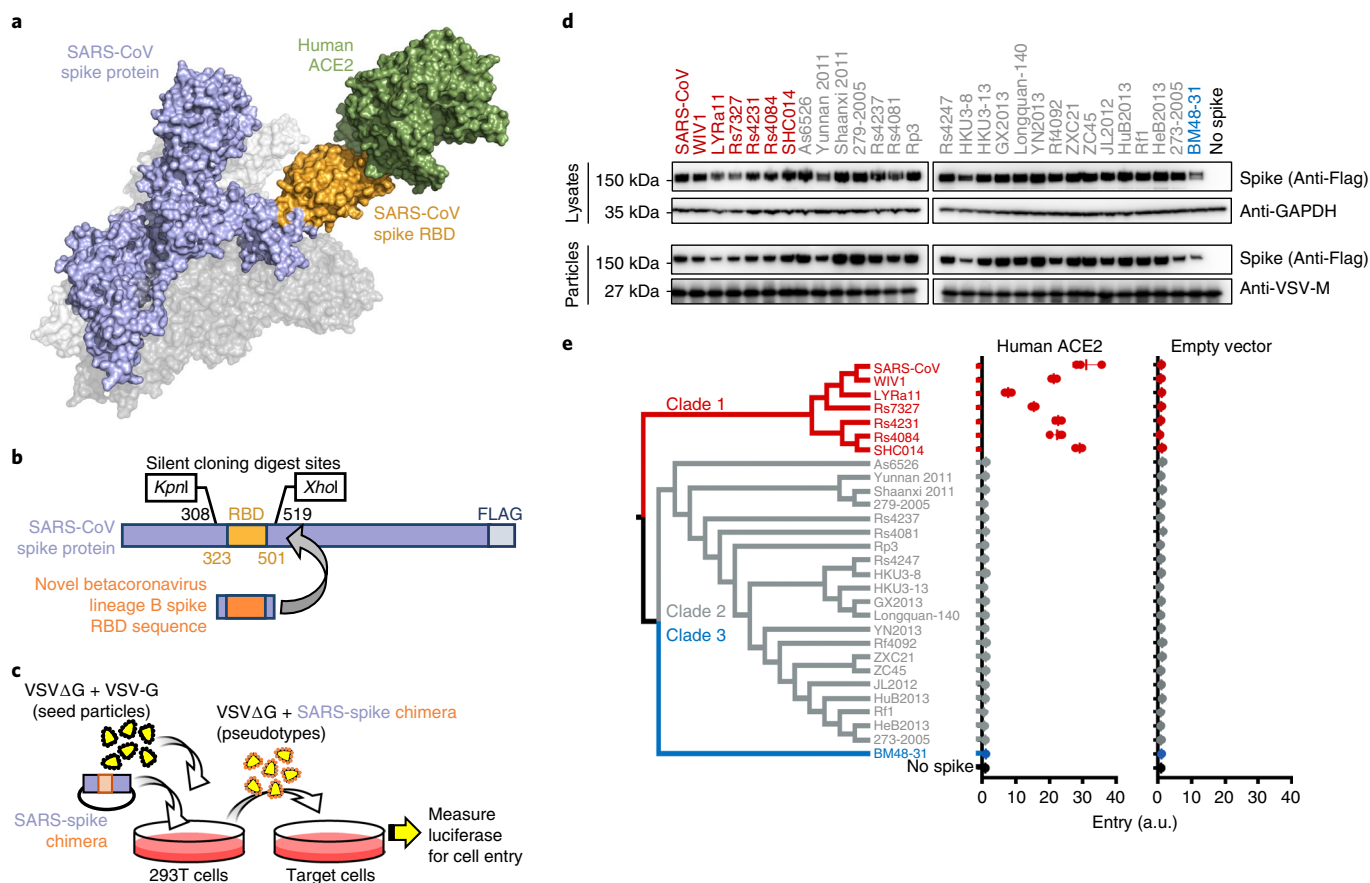 a
SARS-CoV
spike protein
Human
ACE2
SARS-CoV
spike RBD
b
Silent cloning digest sites
KpnI
XhoI
308
RBD
519
FLAG
SARS-CoV
spike protein
323
501
Novel betacoronavirus
lineage B spike
RBD sequence
c
VSVΔG + VSV-G
(seed particles)
VSVΔG + SARS-spike chimera
(pseudotypes)
SARS-spike
chimera
293T cells
Target cells
Measure
luciferase
for cell entry
d
SARS-CoV
WIV1
LYRa11
Rs7327
Rs4231
Rs4084
SHC014
As6526
Yunnan 2011
Shaanxi 2011
279-2005
Rs4237
Rs4081
Rp3
Rs4247
HKU3-8
HKU3-13
GX2013
Longquan-140
YN2013
Rf4092
ZXC21
ZC45
JL2012
HuB2013
Rf1
HeB2013
273-2005
BM48-31
No spike
Lysates
150 kDa
Spike (Anti-Flag)
35 kDa
Anti-GAPDH
Particles
150 kDa
Spike (Anti-Flag)
27 kDa
Anti-VSV-M
e
Human ACE2
Empty vector
Clade 1
Clade 2
Clade 3
SARS-CoV
WIV1
LYRa11
Rs7327
Rs4231
Rs4084
SHC014
As6526
Yunnan 2011
Shaanxi 2011
279-2005
Rs4237
Rs4081
Rp3
Rs4247
HKU3-8
HKU3-13
GX2013
Longquan-140
YN2013
Rf4092
ZXC21
ZC45
JL2012
HuB2013
Rf1
HeB2013
273-2005
BM48-31
No spike
0 10 20 30 40
0 10 20 30 40
Entry (a.u.)